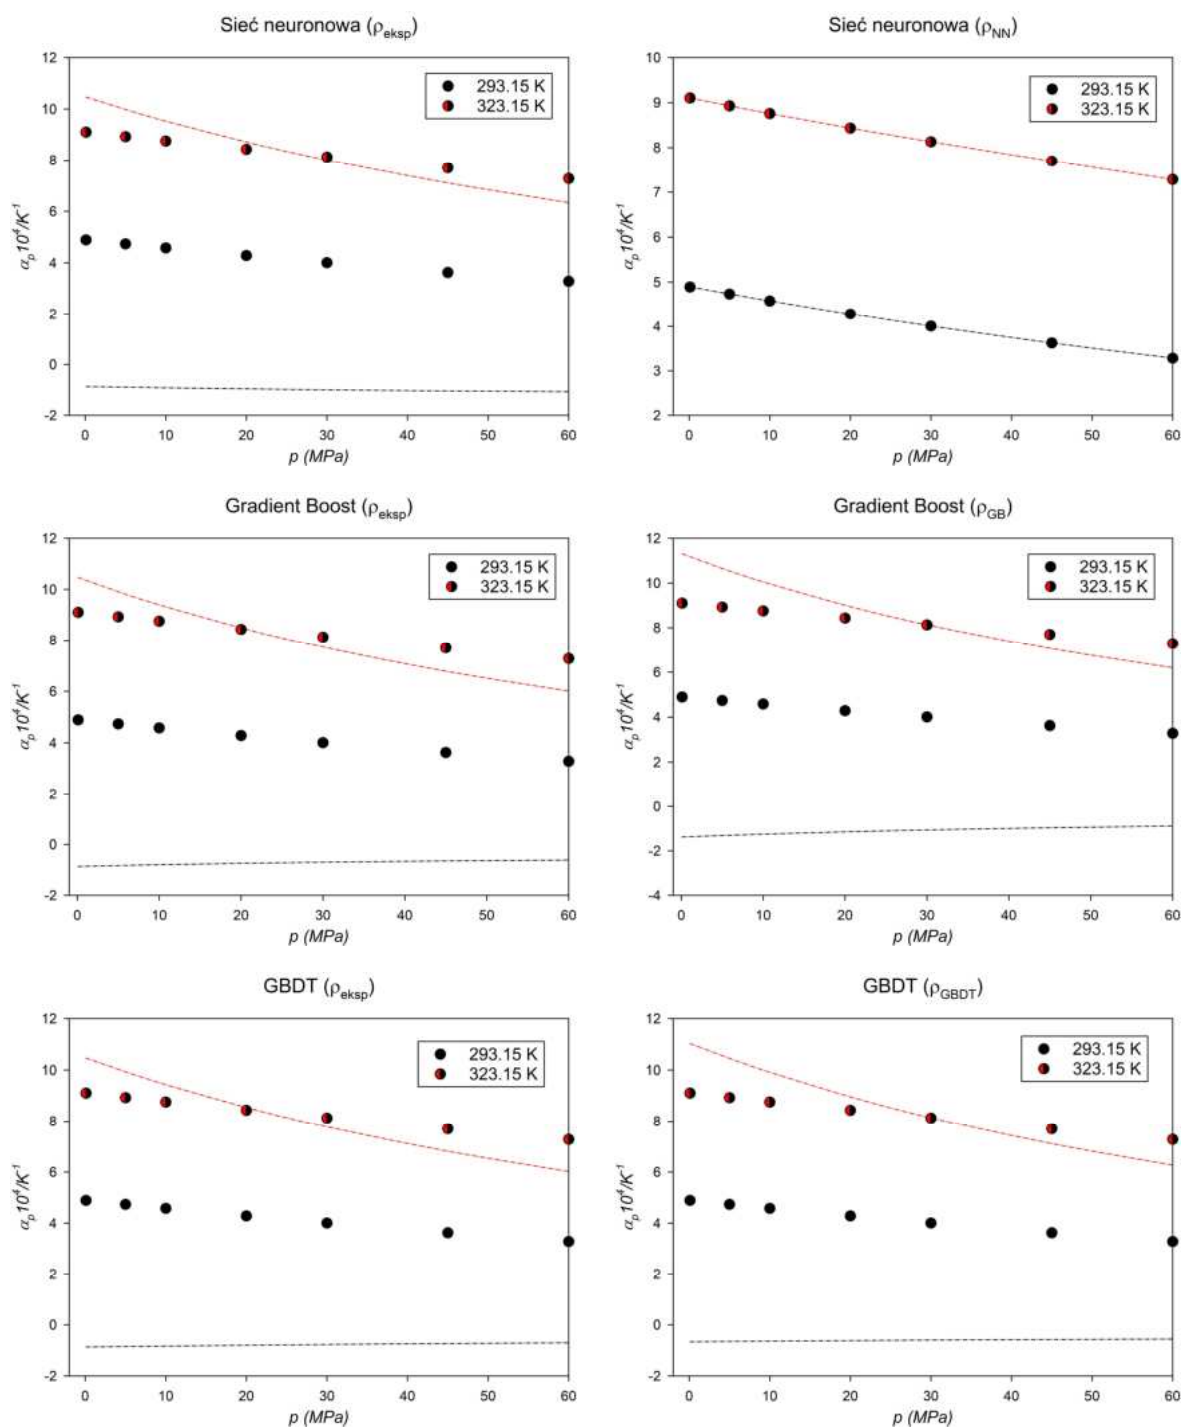 Sieć neuronowa (ρeksp)
12
10
8
6
4
2
0
-2
αp10⁴/K⁻¹
293.15 K
323.15 K
0 10 20 30 40 50 60
p (MPa)
Sieć neuronowa (ρNN)
10
9
8
7
6
5
4
3
2
αp10⁴/K⁻¹
293.15 K
323.15 K
0 10 20 30 40 50 60
p (MPa)
Gradient Boost (ρeksp)
12
10
8
6
4
2
0
-2
αp10⁴/K⁻¹
293.15 K
323.15 K
0 10 20 30 40 50 60
p (MPa)
Gradient Boost (ρGB)
12
10
8
6
4
2
0
-2
-4
αp10⁴/K⁻¹
293.15 K
323.15 K
0 10 20 30 40 50 60
p (MPa)
GBDT (ρeksp)
12
10
8
6
4
2
0
-2
αp10⁴/K⁻¹
293.15 K
323.15 K
0 10 20 30 40 50 60
p (MPa)
GBDT (ρGBDT)
12
10
8
6
4
2
0
-2
αp10⁴/K⁻¹
293.15 K
323.15 K
0 10 20 30 40 50 60
p (MPa)